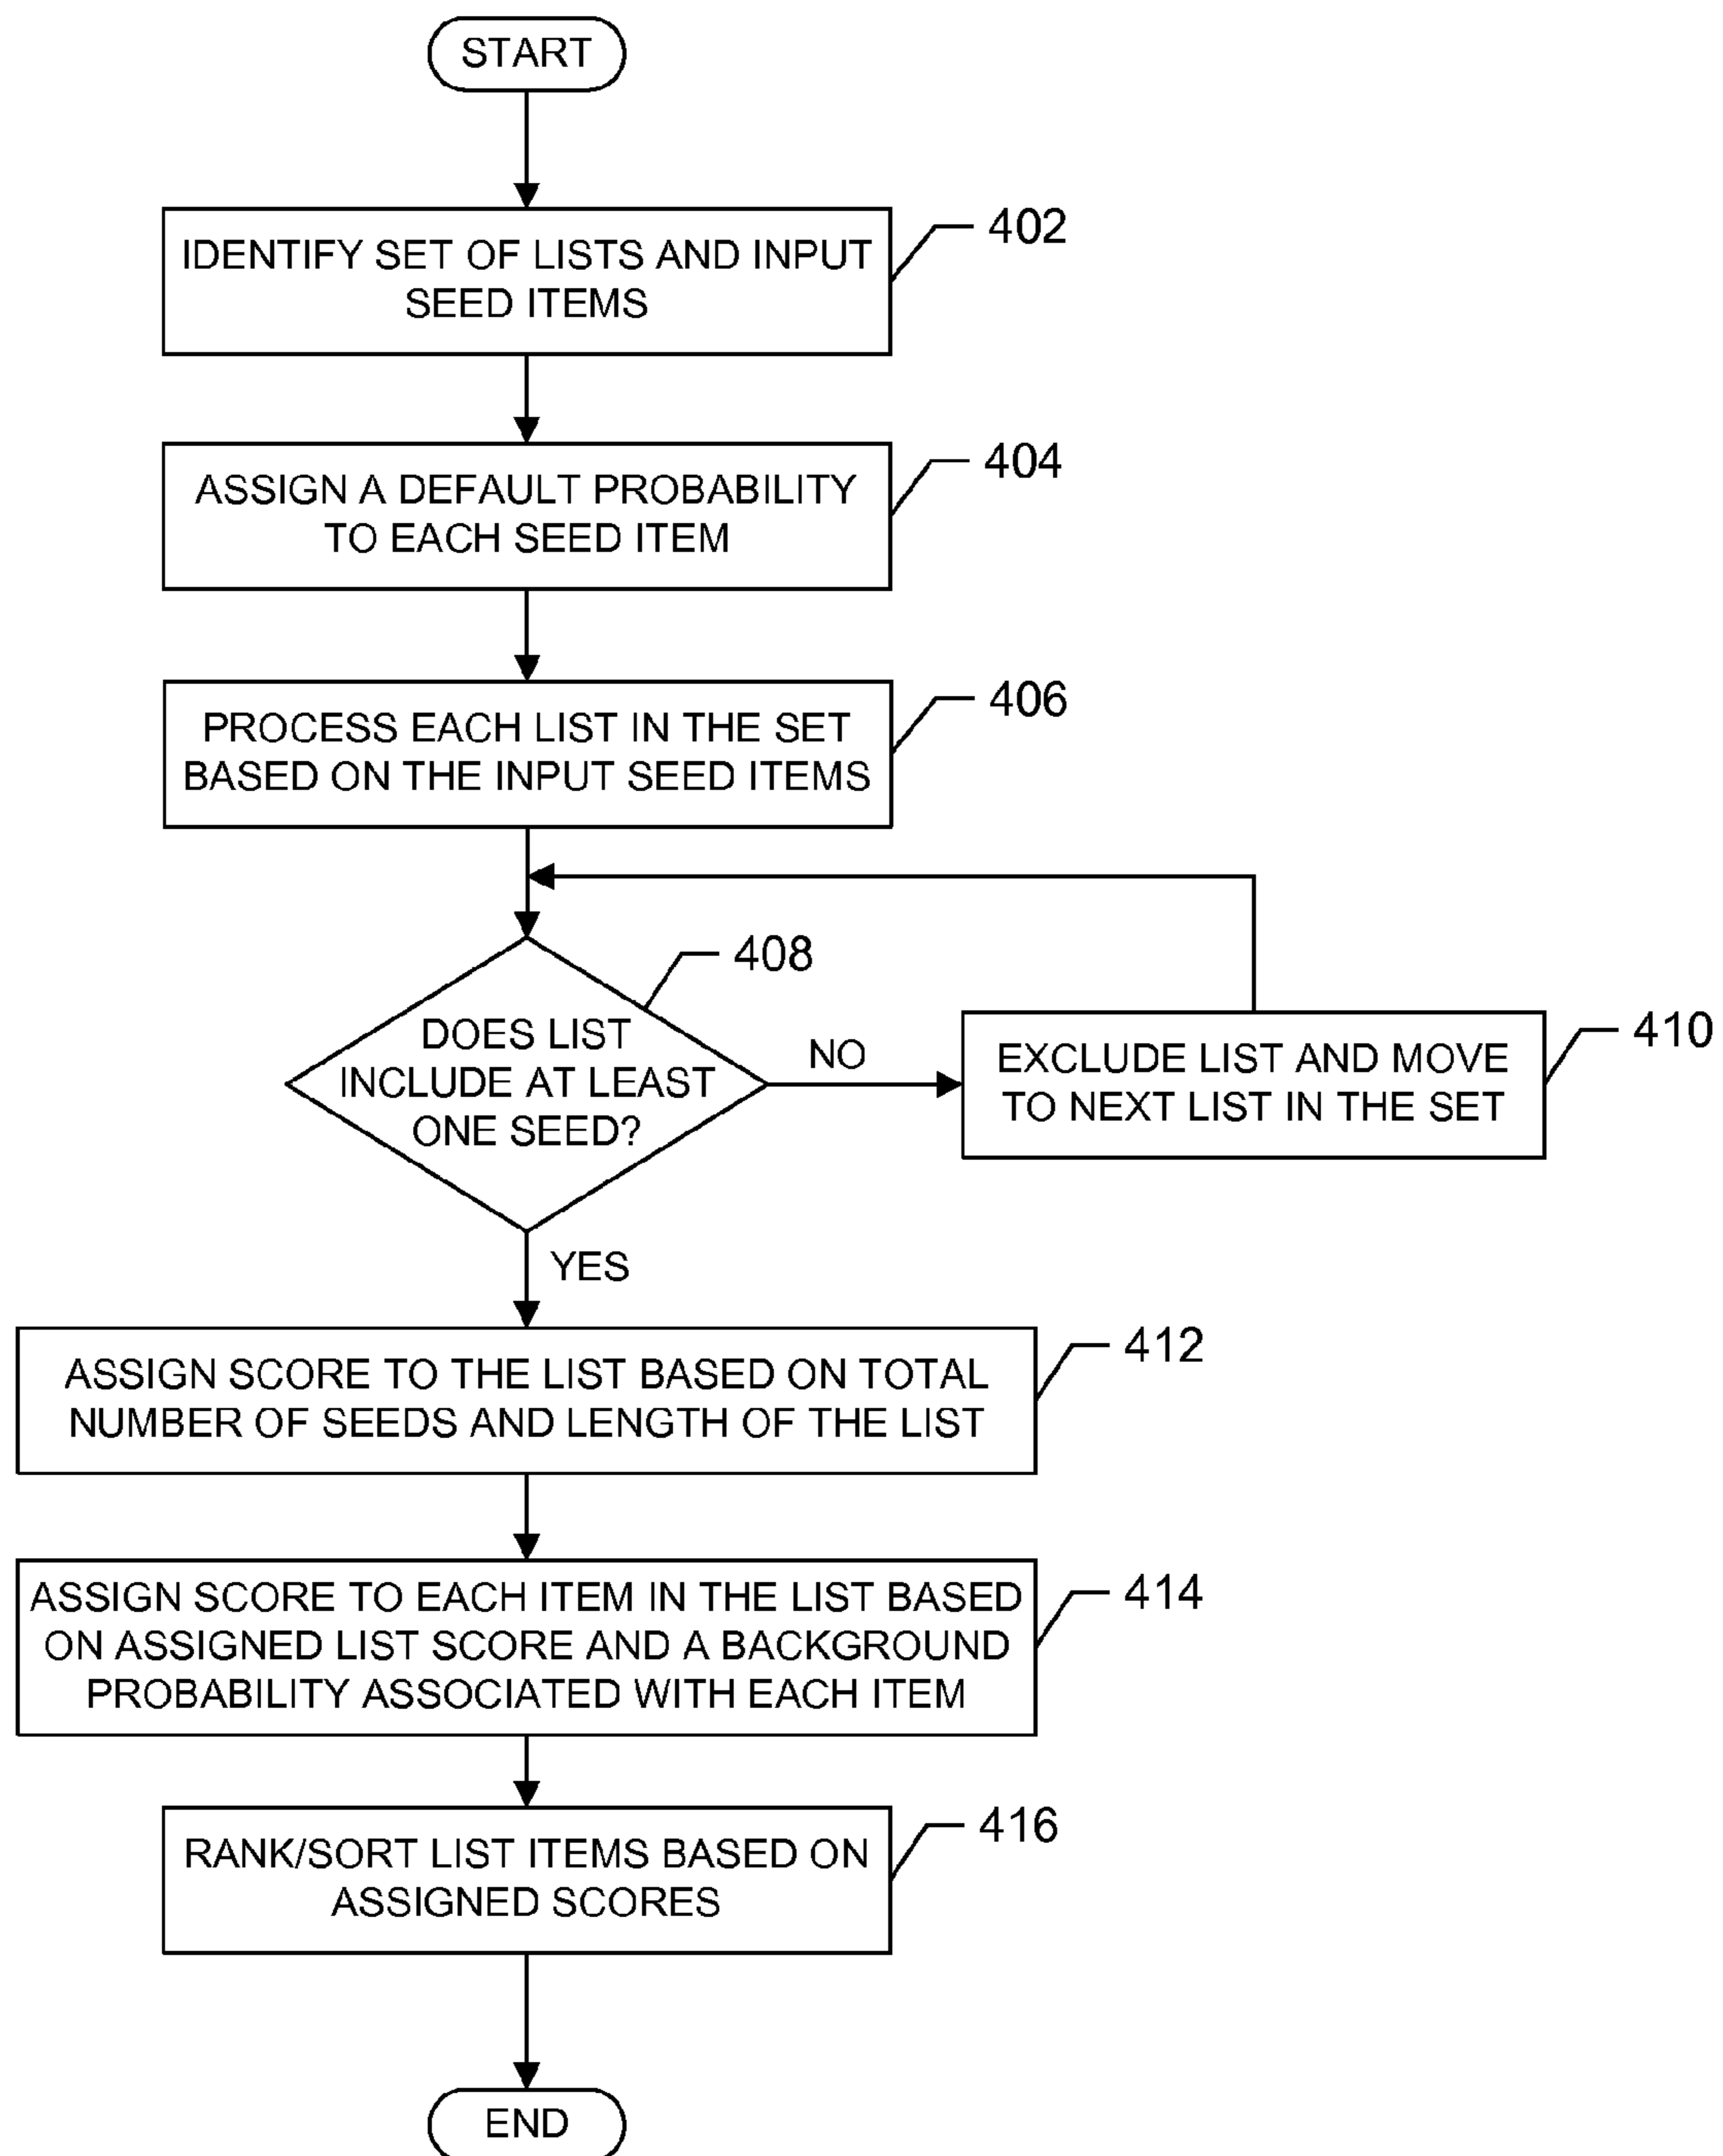 START
402
IDENTIFY SET OF LISTS AND INPUT
SEED ITEMS
404
ASSIGN A DEFAULT PROBABILITY
TO EACH SEED ITEM
406
PROCESS EACH LIST IN THE SET
BASED ON THE INPUT SEED ITEMS
408
DOES LIST
INCLUDE AT LEAST
ONE SEED?
NO
410
EXCLUDE LIST AND MOVE
TO NEXT LIST IN THE SET
YES
412
ASSIGN SCORE TO THE LIST BASED ON TOTAL
NUMBER OF SEEDS AND LENGTH OF THE LIST
414
ASSIGN SCORE TO EACH ITEM IN THE LIST BASED
ON ASSIGNED LIST SCORE AND A BACKGROUND
PROBABILITY ASSOCIATED WITH EACH ITEM
416
RANK/SORT LIST ITEMS BASED ON
ASSIGNED SCORES
END